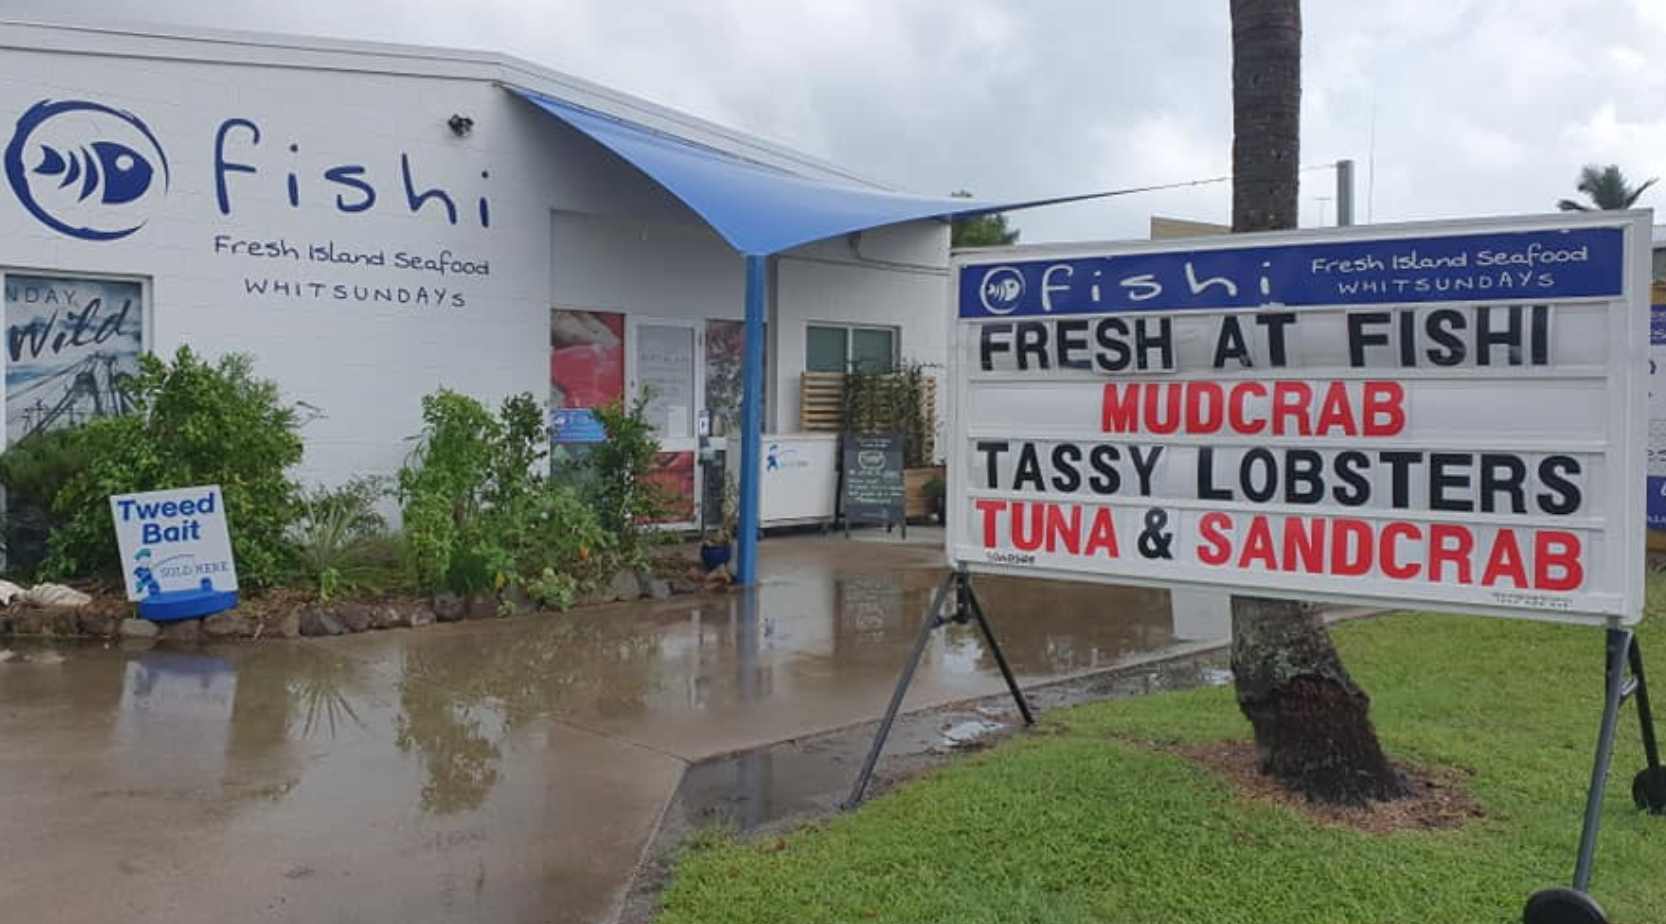 fishi
Fresh Island Seafood
WHITSUNDAYS
NDAY
Wild
Tweed
Bait
SOLD HERE
fishi
Fresh Island Seafood
WHITSUNDAYS
FRESH AT FISHI
MUDCRAB
TASSY LOBSTERS
TUNA & SANDCRAB